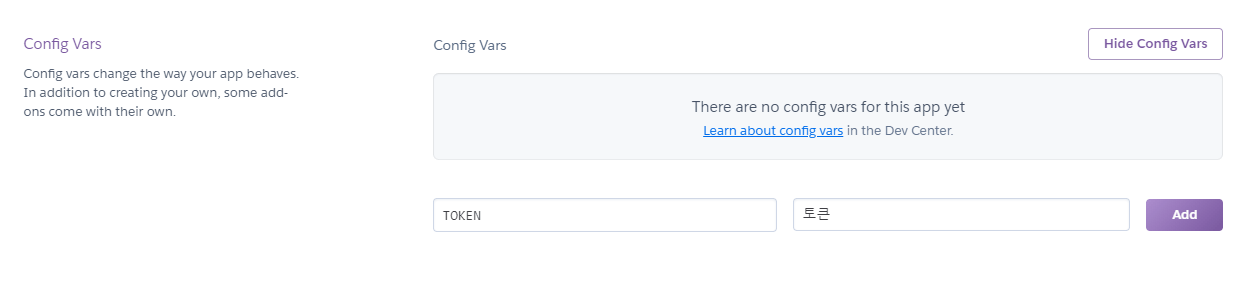 Config Vars
Config vars change the way your app behaves.
In addition to creating your own, some add-
ons come with their own.
Config Vars
Hide Config Vars
There are no config vars for this app yet
Learn about config vars in the Dev Center.
TOKEN
토큰
Add